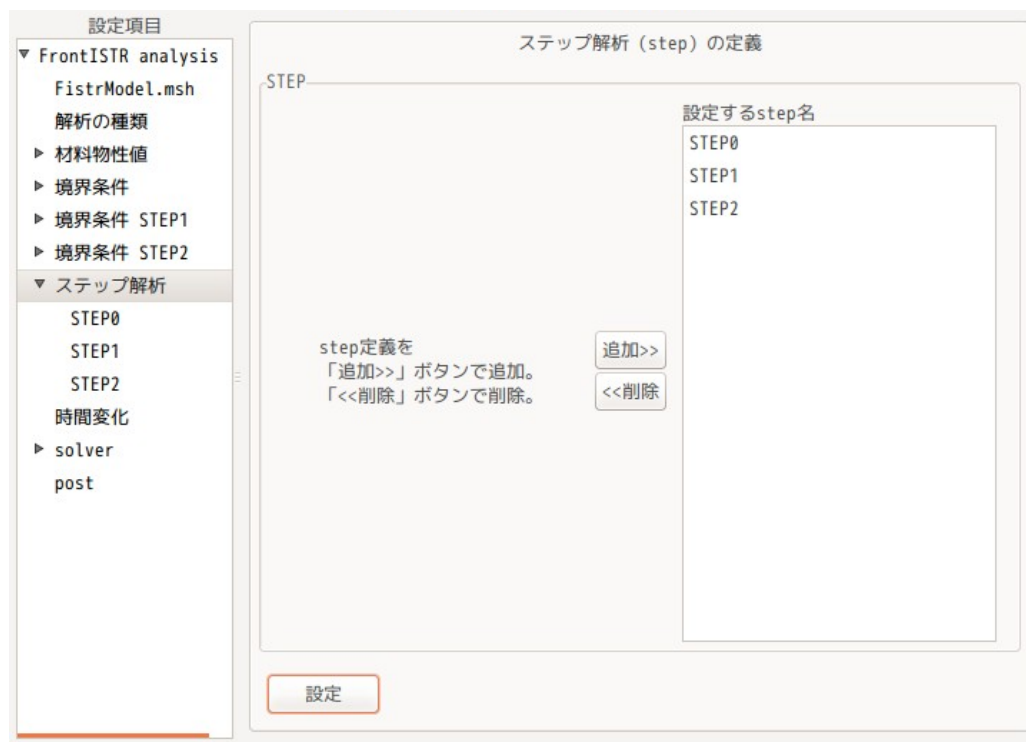 設定項目
FrontISTR analysis
FistrModel.msh
解析の種類
材料物性値
境界条件
境界条件 STEP1
境界条件 STEP2
ステップ解析
STEP0
STEP1
STEP2
時間変化
solver
post
ステップ解析 (step) の定義
STEP
step定義を
「追加>>」ボタンで追加。
「<<削除」ボタンで削除。
追加>>
<<削除
設定するstep名
STEP0
STEP1
STEP2
設定